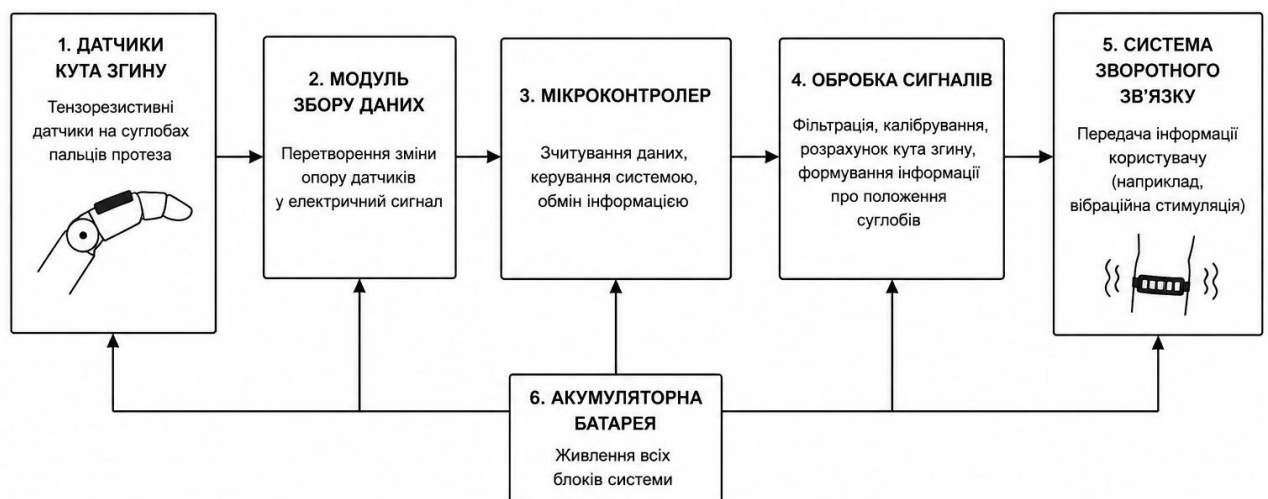 1. ДАТЧИКИ
КУТА ЗГИНУ
Тензорезистивні
датчики на суглобах
пальців протеза
2. МОДУЛЬ
ЗБОРУ ДАНИХ
Перетворення зміни
опору датчиків
у електричний сигнал
3. МІКРОКОНТРОЛЕР
Зчитування даних,
керування системою,
обмін інформацією
4. ОБРОБКА СИГНАЛІВ
Фільтрація, калібрування,
розрахунок кута згину,
формування інформації
про положення
суглобів
5. СИСТЕМА
ЗВОРОТНОГО
ЗВ'ЯЗКУ
Передача інформації
користувачу
(наприклад,
вібраційна стимуляція)
6. АКУМУЛЯТОРНА
БАТАРЕЯ
Живлення всіх
блоків системи